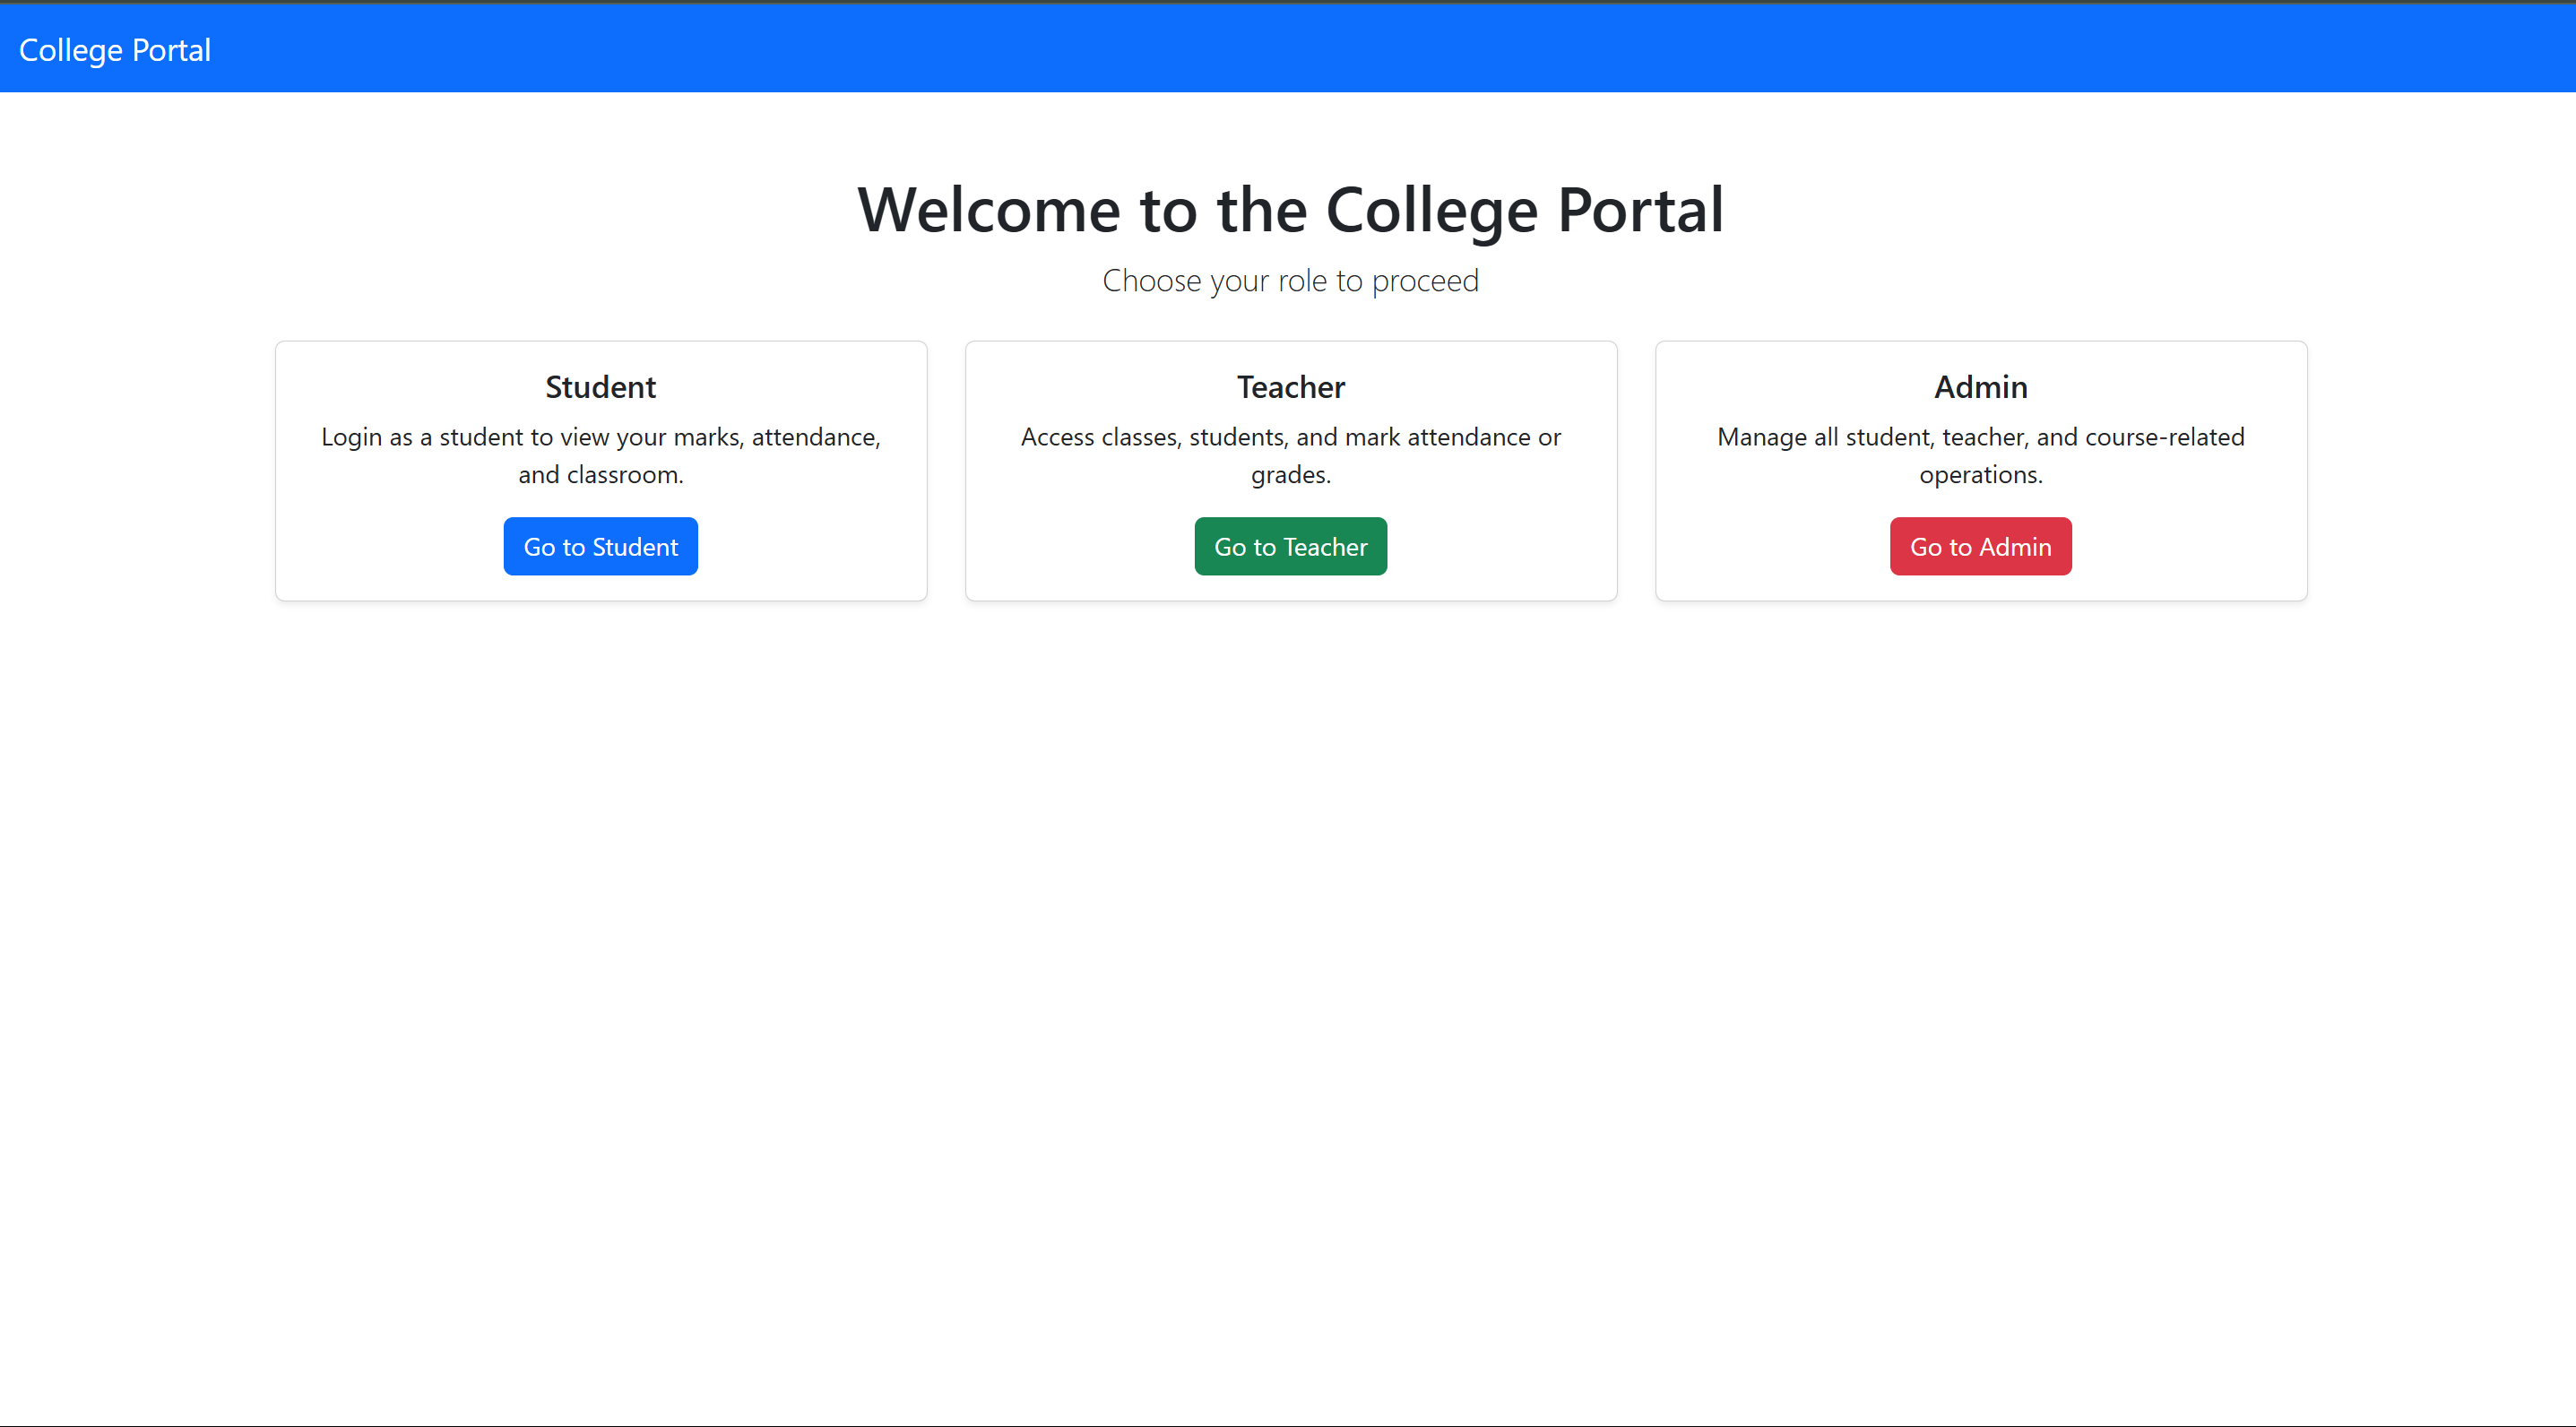 College Portal
Welcome to the College Portal
Choose your role to proceed
Student
Login as a student to view your marks, attendance,
and classroom.
Go to Student
Teacher
Access classes, students, and mark attendance or
grades.
Go to Teacher
Admin
Manage all student, teacher, and course-related
operations.
Go to Admin